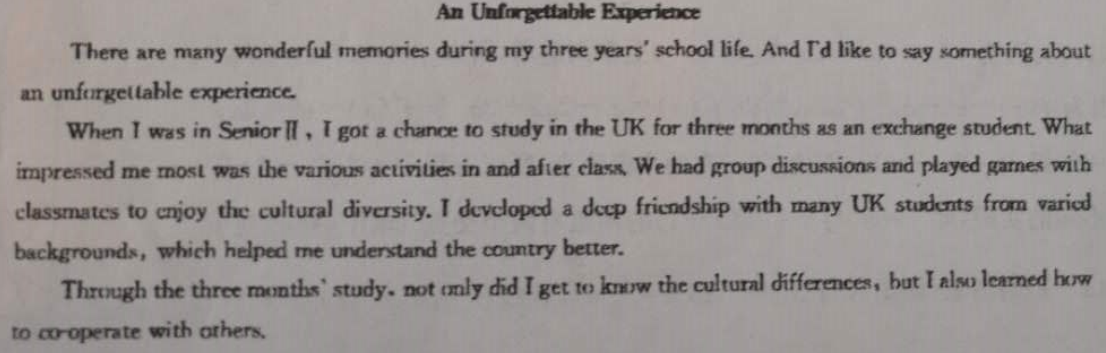 An Unforgettable Experience
There are many wonderful memories during my three years' school life. And I'd like to say something about
an unforgettable experience.
When I was in Senior Ⅱ, I got a chance to study in the UK for three months as an exchange student. What
impressed me most was the various activities in and after class. We had group discussions and played games with
classmates to enjoy the cultural diversity. I developed a deep friendship with many UK students from varied
backgrounds, which helped me understand the country better.
Through the three months' study, not only did I get to know the cultural differences, but I also learned how
to co-operate with others.